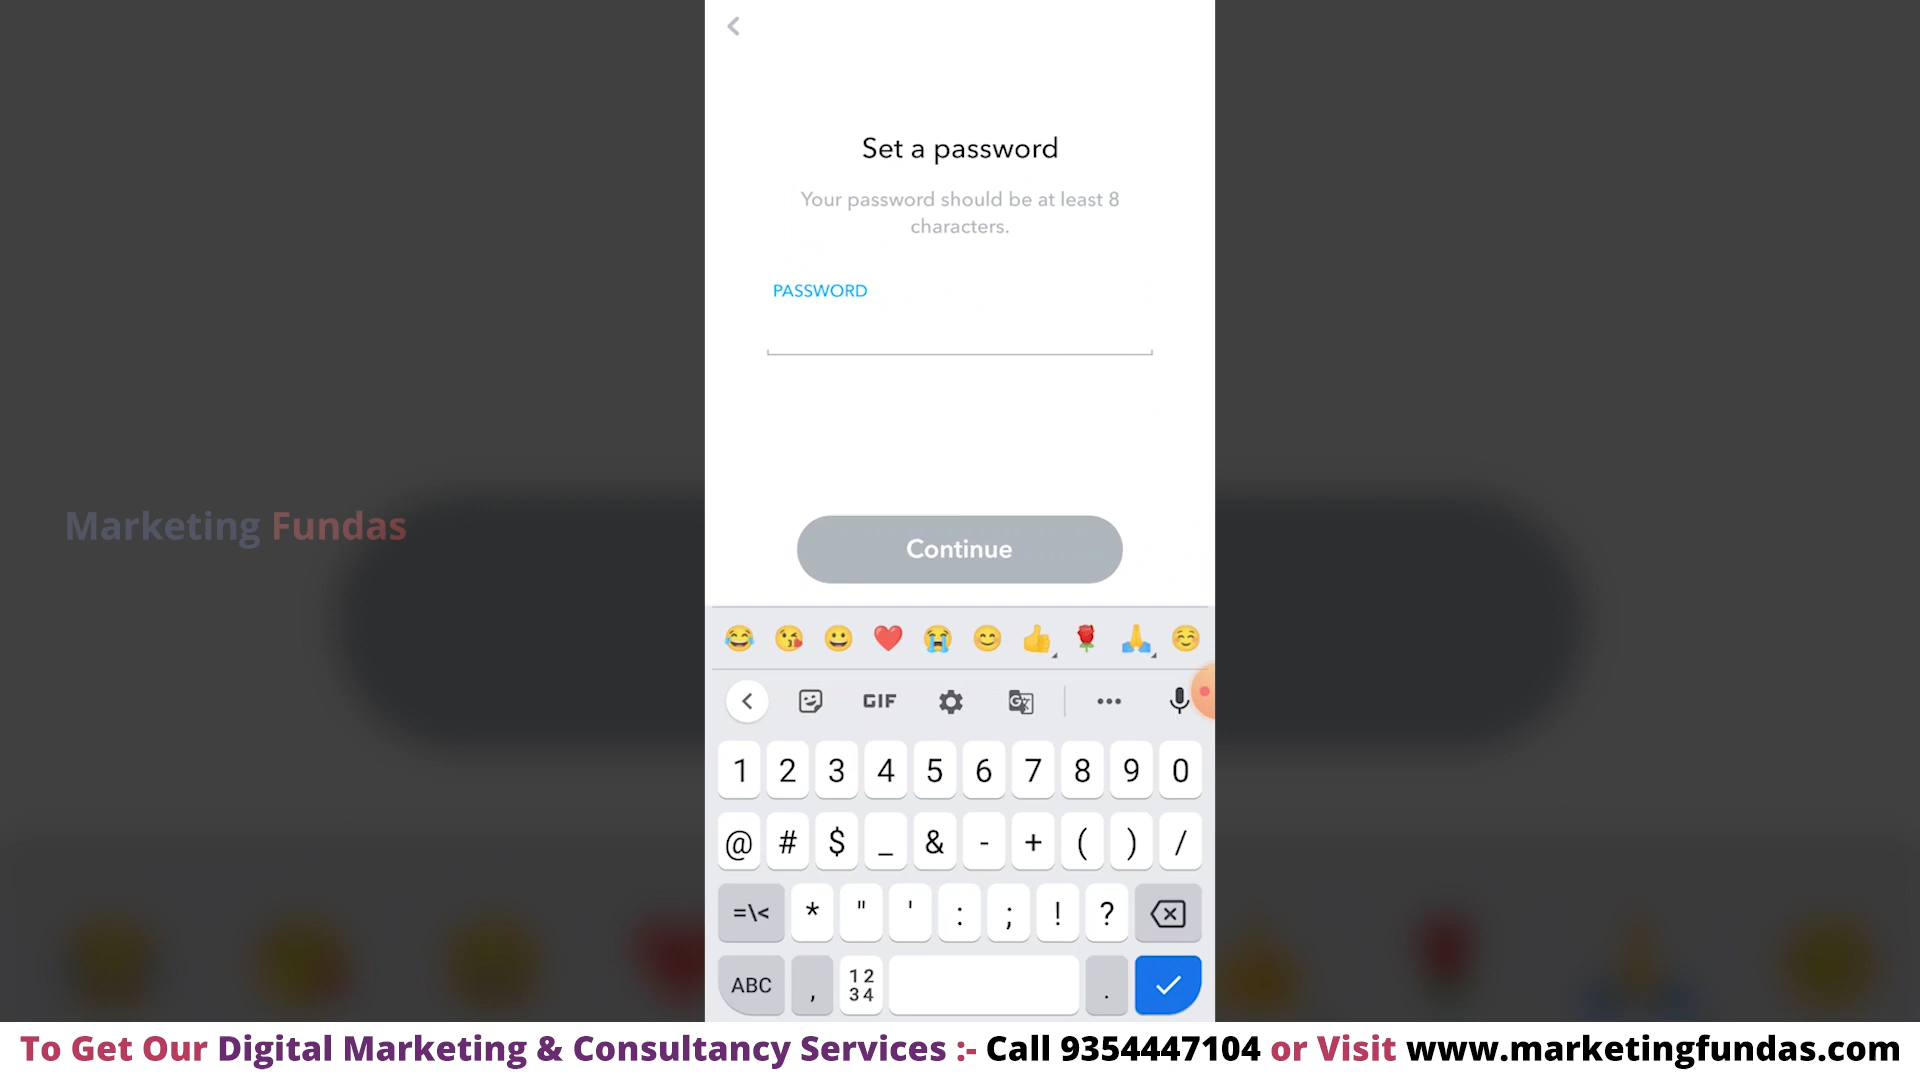 Set a password
Your password should be at least 8
characters.
PASSWORD
Marketing Fundas
Continue
GIF
1 2 3 4 5 6 7 8 9 0
@ # $ _ & - + ( ) /
=\< * " ' : ; ! ?
ABC , 12 34 .
To Get Our Digital Marketing & Consultancy Services :- Call 9354447104 or Visit www.marketingfundas.com